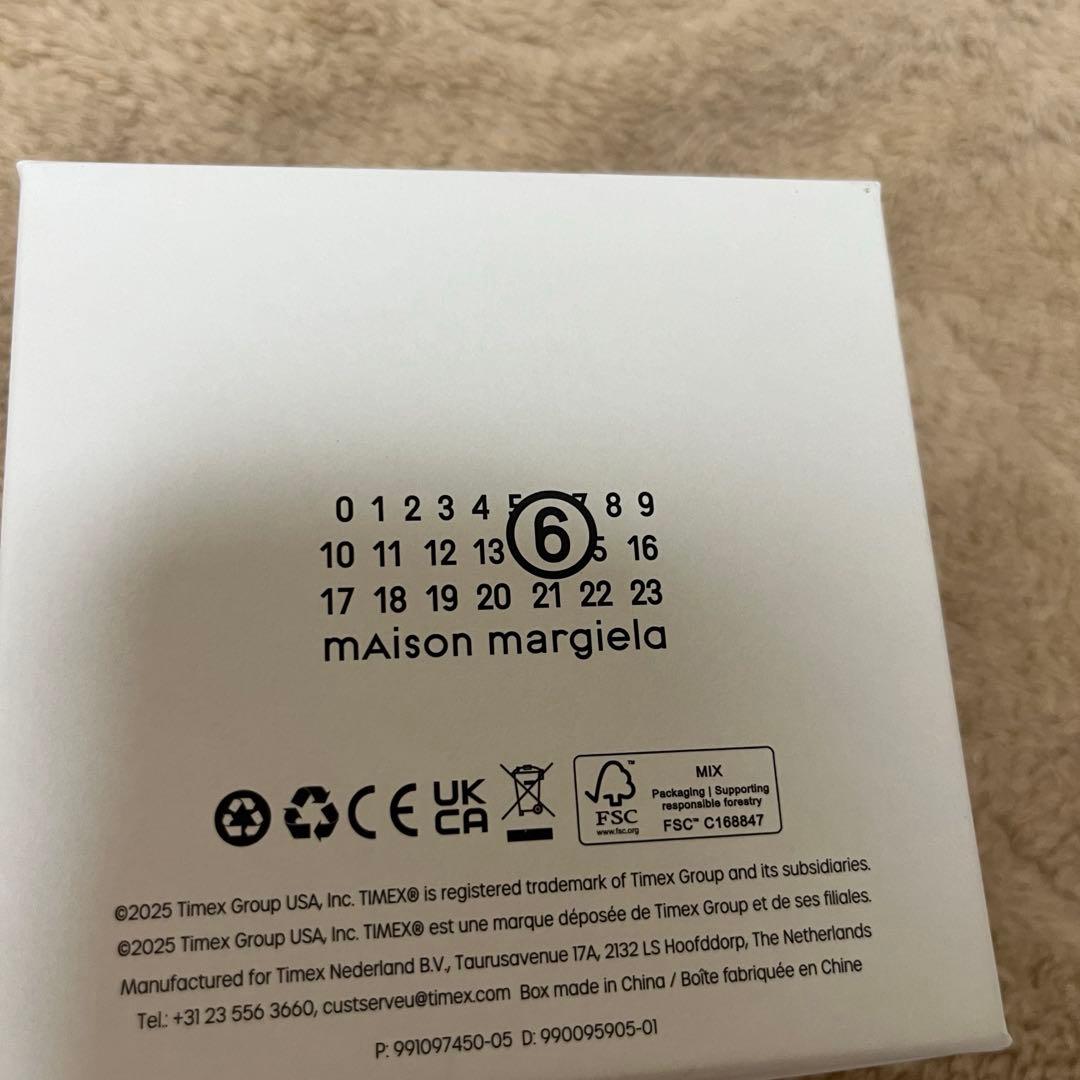 0 1 2 3 4 5 6 7 8 9
10 11 12 13 15 16
17 18 19 20 21 22 23
mAison margiela
UK
CA
CE
FSC™
www.fsc.org
MIX
Packaging | Supporting
responsible forestry
FSC™ C168847
©2025 Timex Group USA, Inc. TIMEX® is registered trademark of Timex Group and its subsidiaries.
©2025 Timex Group USA, Inc. TIMEX® est une marque déposée de Timex Group et de ses filiales.
Manufactured for Timex Nederland B.V., Taurusavenue 17A, 2132 LS Hoofddorp, The Netherlands
Tel.: +31 23 556 3660, custserveu@timex.com Box made in China / Boîte fabriquée en Chine
P: 991097450-05 D: 990095905-01